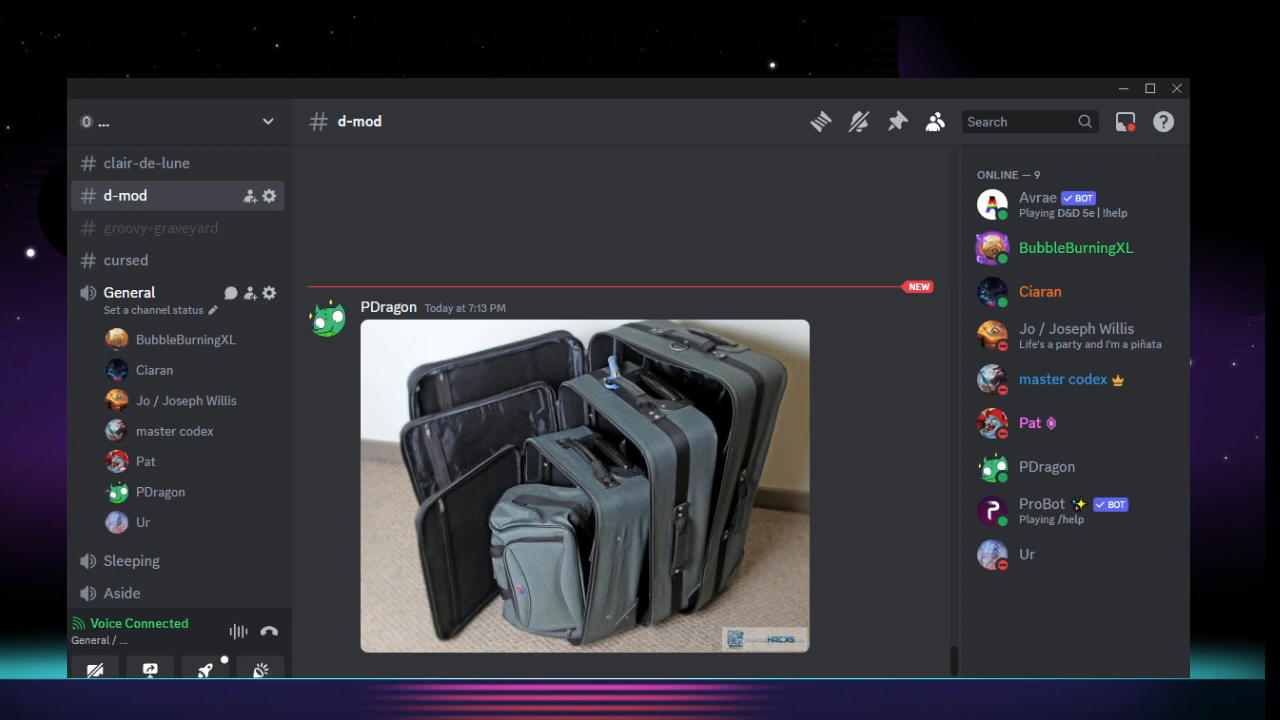 ...
clair-de-lune
d-mod
groovy-graveyard
cursed
General
Set a channel status
BubbleBurningXL
Ciaran
Jo / Joseph Willis
master codex
Pat
PDragon
Ur
Sleeping
Aside
Voice Connected
General / ...
d-mod
Search
NEW
PDragon Today at 7:13 PM
HACKS
ONLINE — 9
Avrae BOT
Playing D&D 5e | !help
BubbleBurningXL
Ciaran
Jo / Joseph Willis
Life's a party and I'm a piñata
master codex
Pat
PDragon
ProBot BOT
Playing /help
Ur